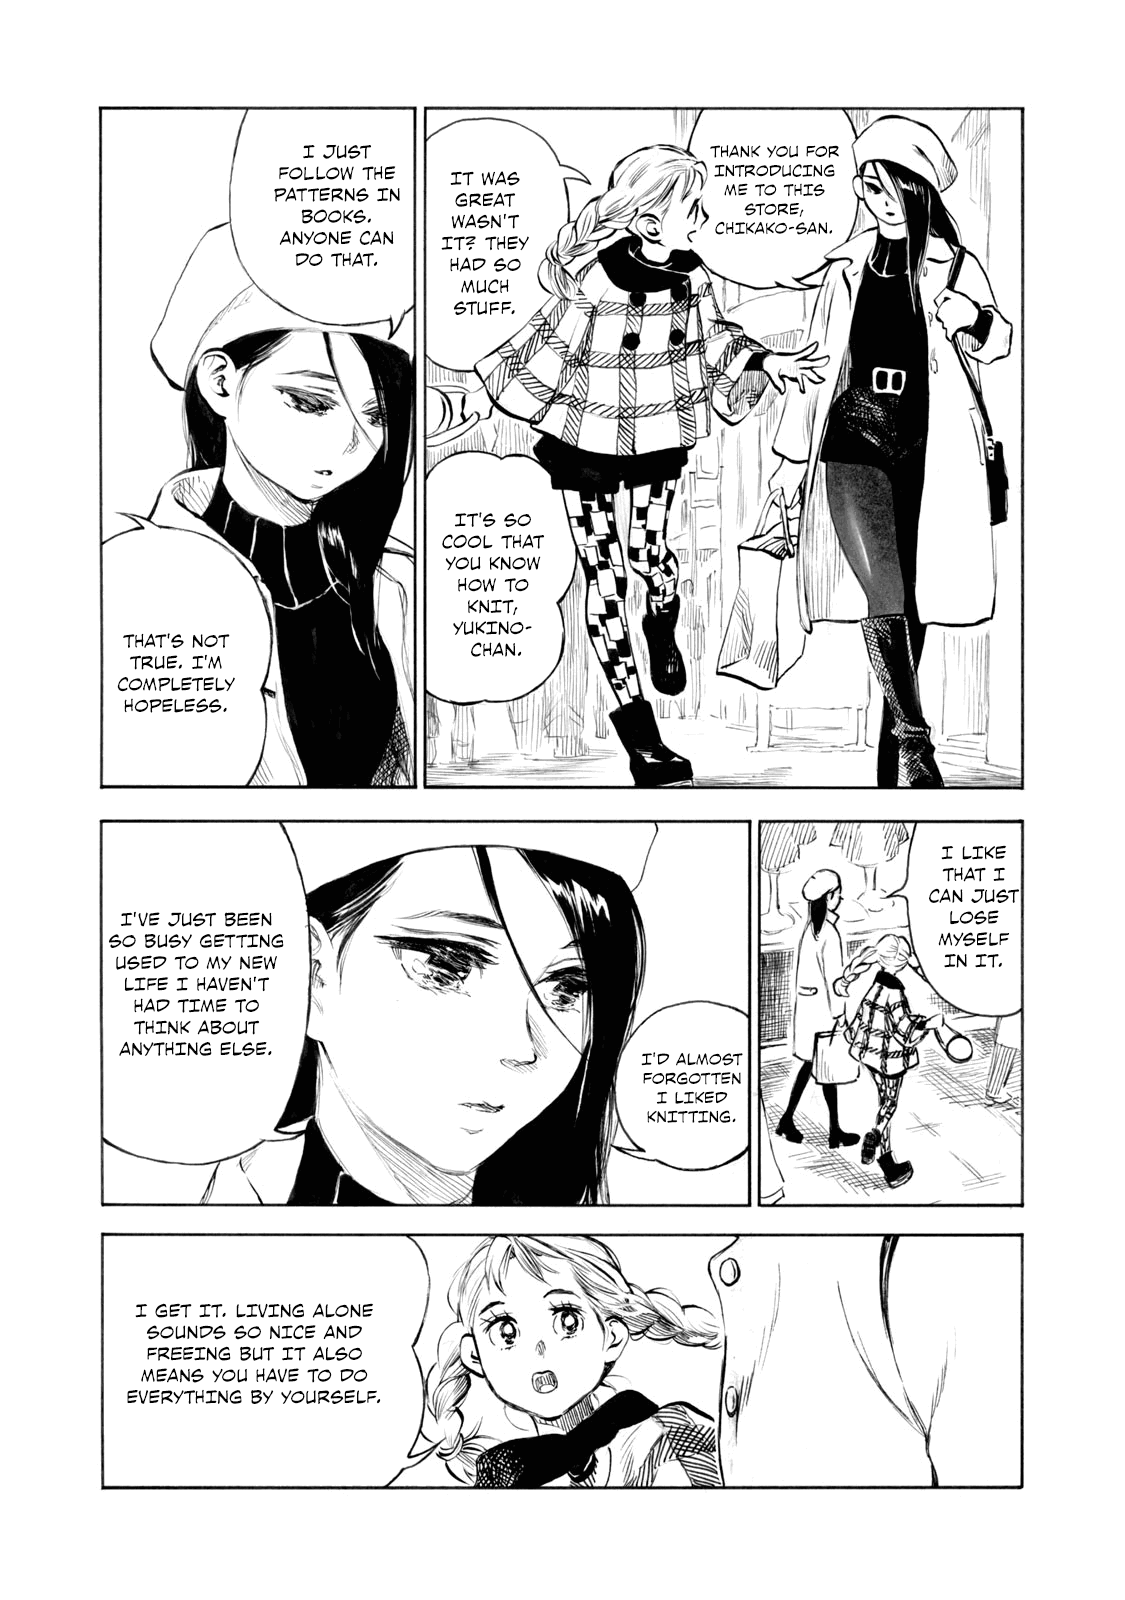 THANK YOU FOR
INTRODUCING
ME TO THIS
STORE,
CHIKAKO-SAN.
IT WAS
GREAT
WASN'T
IT? THEY
HAD SO
MUCH
STUFF.
IT'S SO
COOL THAT
YOU KNOW
HOW TO
KNIT,
YUKINO-
CHAN.
I JUST
FOLLOW THE
PATTERNS IN
BOOKS.
ANYONE CAN
DO THAT.
THAT'S NOT
TRUE. I'M
COMPLETELY
HOPELESS.
I LIKE
THAT I
CAN JUST
LOSE
MYSELF
IN IT.
I'D ALMOST
FORGOTTEN
I LIKED
KNITTING.
I'VE JUST BEEN
SO BUSY GETTING
USED TO MY NEW
LIFE I HAVEN'T
HAD TIME TO
THINK ABOUT
ANYTHING ELSE.
I GET IT. LIVING ALONE
SOUNDS SO NICE AND
FREEING BUT IT ALSO
MEANS YOU HAVE TO DO
EVERYTHING BY YOURSELF.